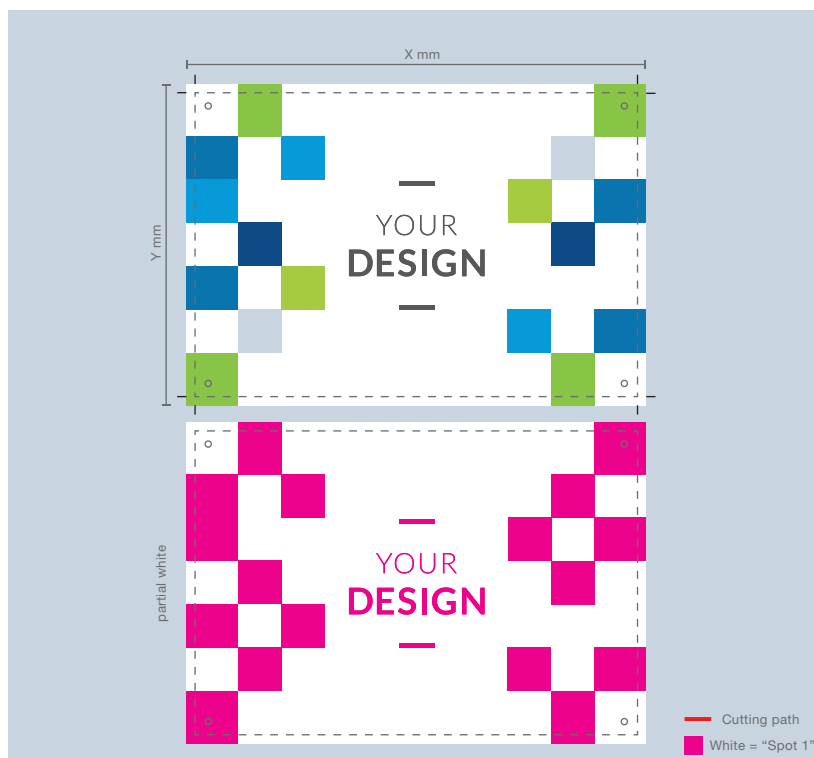 X mm
Y mm
YOUR
DESIGN
partial white
YOUR
DESIGN
Cutting path
White = “Spot 1”